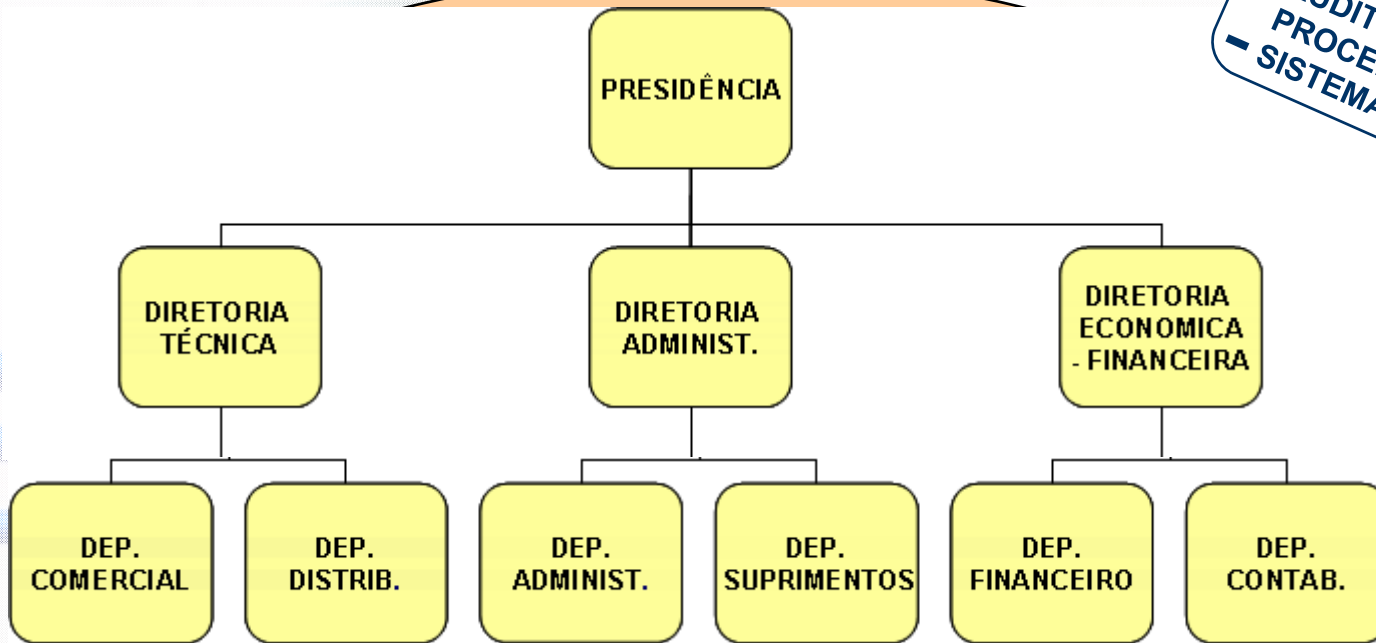 PRESIDÊNCIA
- SISTEMA
DIRETORIA
TÉCNICA
DIRETORIA
ADMINIST.
DIRETORIA
ECONOMICA
- FINANCEIRA
DEP.
COMERCIAL
DEP.
DISTRIB.
DEP.
ADMINIST.
DEP.
SUPRIMENTOS
DEP.
FINANCEIRO
DEP.
CONTAB.